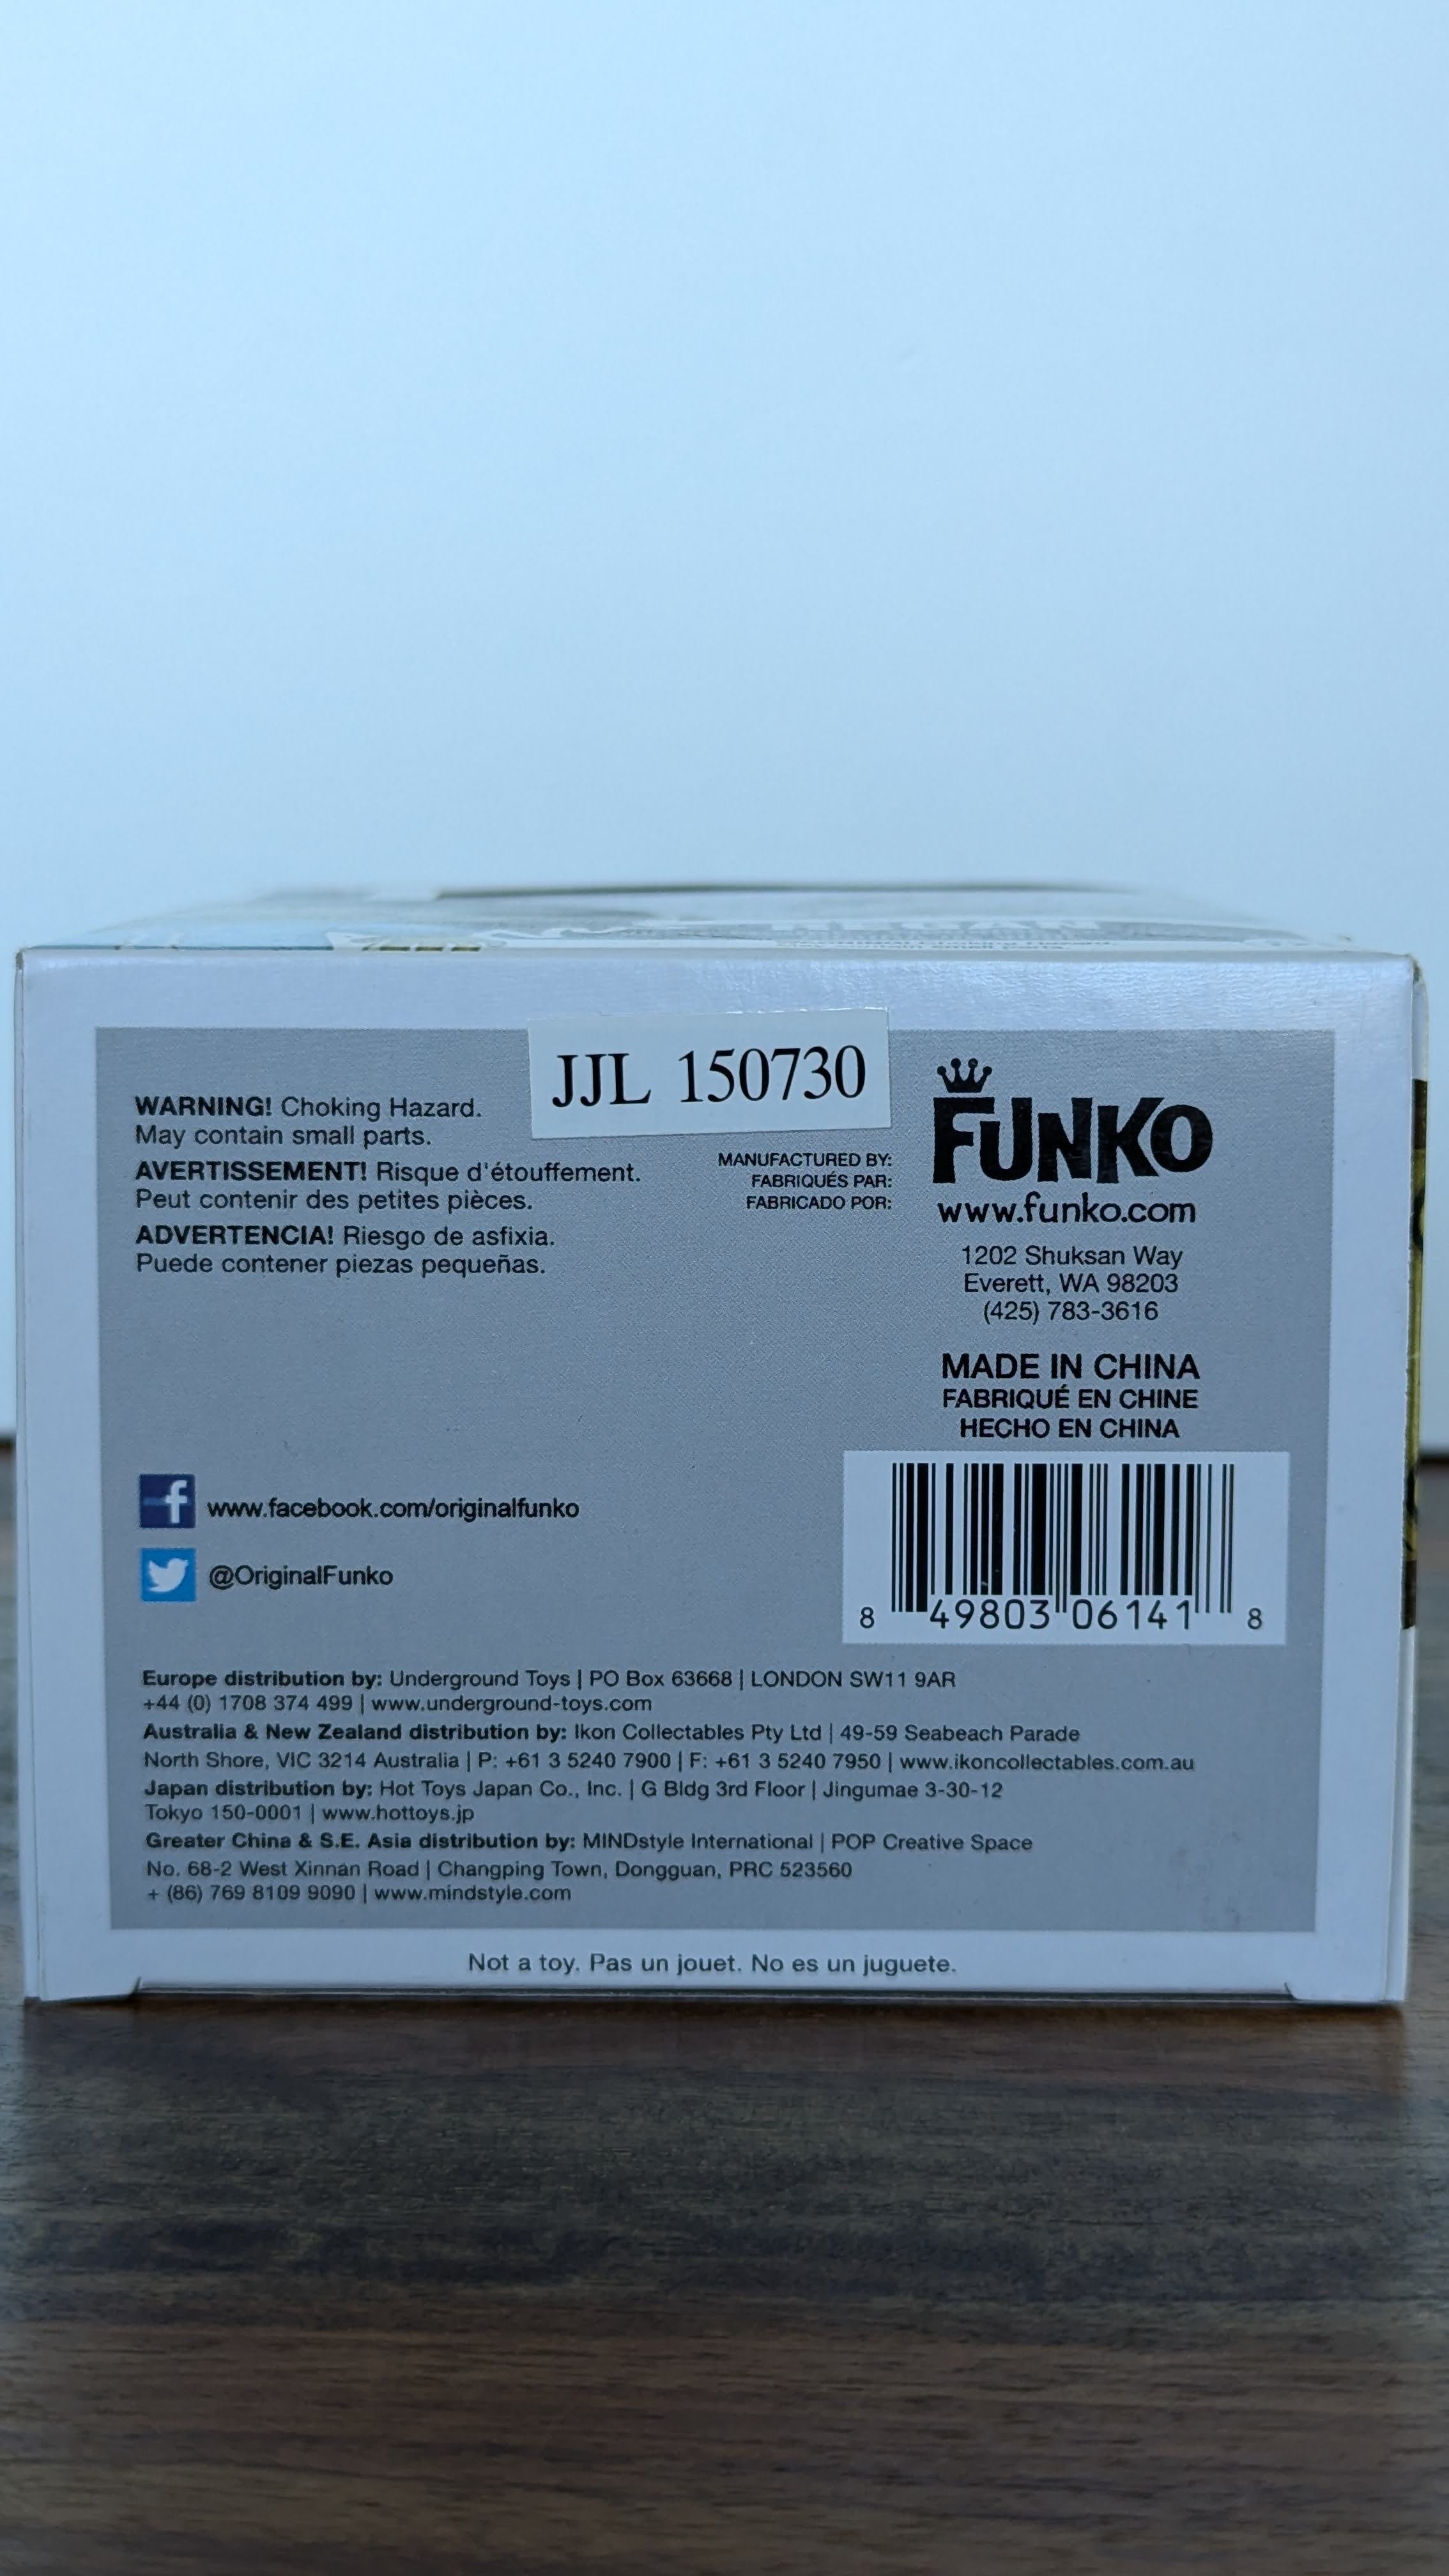 JJL 150730
WARNING! Choking Hazard.
May contain small parts.
AVERTISSEMENT! Risque d'étouffement.
Peut contenir des petites pièces.
ADVERTENCIA! Riesgo de asfixia.
Puede contener piezas pequeñas.
MANUFACTURED BY:
FABRIQUÉS PAR:
FABRICADO POR:
FUNKO
www.funko.com
1202 Shuksan Way
Everett, WA 98203
(425) 783-3616
MADE IN CHINA
FABRIQUÉ EN CHINE
HECHO EN CHINA
f www.facebook.com/originalfunko
@OriginalFunko
8 49803 06141 8
Europe distribution by: Underground Toys | PO Box 63668 | LONDON SW11 9AR
+44 (0) 1708 374 499 | www.underground-toys.com
Australia & New Zealand distribution by: Ikon Collectables Pty Ltd | 49-59 Seabeach Parade
North Shore, VIC 3214 Australia | P: +61 3 5240 7900 | F: +61 3 5240 7950 | www.ikoncollectables.com.au
Japan distribution by: Hot Toys Japan Co., Inc. | G Bldg 3rd Floor | Jingumae 3-30-12
Tokyo 150-0001 | www.hottoys.jp
Greater China & S.E. Asia distribution by: MINDstyle International | POP Creative Space
No. 68-2 West Xinnan Road | Changping Town, Dongguan, PRC 523560
+ (86) 769 8109 9090 | www.mindstyle.com
Not a toy. Pas un jouet. No es un juguete.